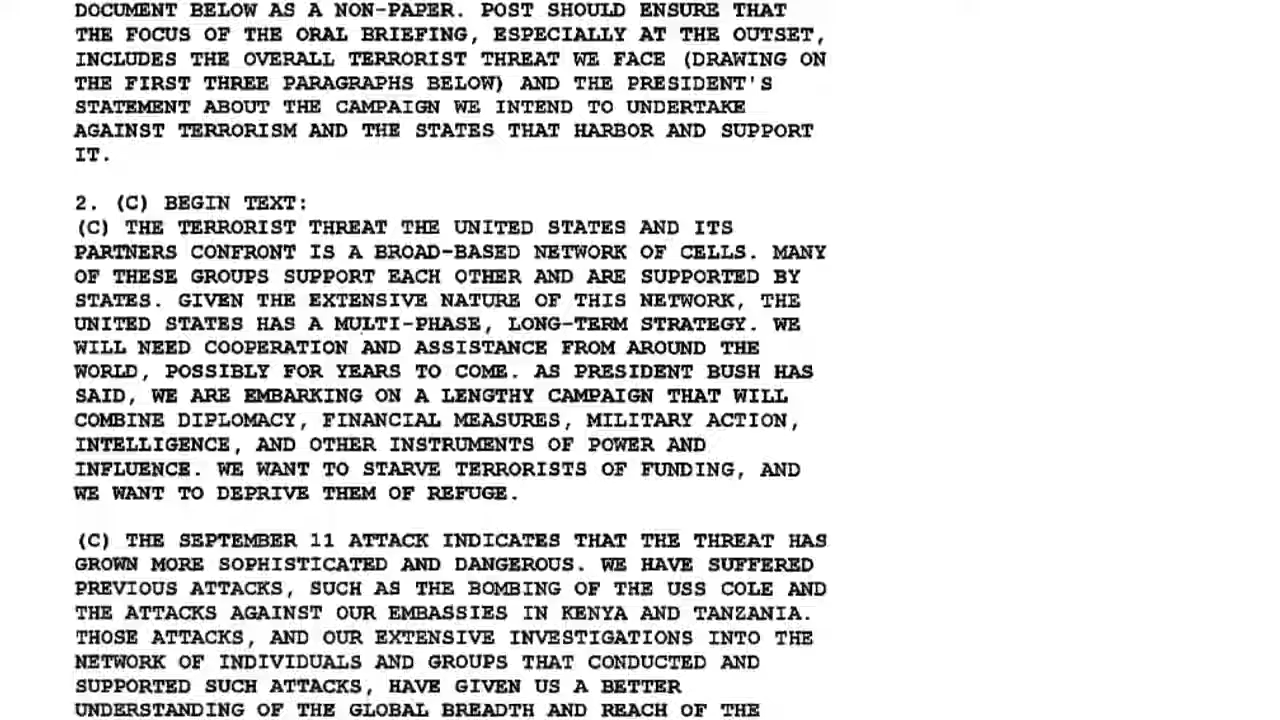 DOCUMENT BELOW AS A NON-PAPER. POST SHOULD ENSURE THAT
THE FOCUS OF THE ORAL BRIEFING, ESPECIALLY AT THE OUTSET,
INCLUDES THE OVERALL TERRORIST THREAT WE FACE (DRAWING ON
THE FIRST THREE PARAGRAPHS BELOW) AND THE PRESIDENT'S
STATEMENT ABOUT THE CAMPAIGN WE INTEND TO UNDERTAKE
AGAINST TERRORISM AND THE STATES THAT HARBOR AND SUPPORT
IT.
2. (C) BEGIN TEXT:
(C) THE TERRORIST THREAT THE UNITED STATES AND ITS
PARTNERS CONFRONT IS A BROAD-BASED NETWORK OF CELLS. MANY
OF THESE GROUPS SUPPORT EACH OTHER AND ARE SUPPORTED BY
STATES. GIVEN THE EXTENSIVE NATURE OF THIS NETWORK, THE
UNITED STATES HAS A MULTI-PHASE, LONG-TERM STRATEGY. WE
WILL NEED COOPERATION AND ASSISTANCE FROM AROUND THE
WORLD, POSSIBLY FOR YEARS TO COME. AS PRESIDENT BUSH HAS
SAID, WE ARE EMBARKING ON A LENGTHY CAMPAIGN THAT WILL
COMBINE DIPLOMACY, FINANCIAL MEASURES, MILITARY ACTION,
INTELLIGENCE, AND OTHER INSTRUMENTS OF POWER AND
INFLUENCE. WE WANT TO STARVE TERRORISTS OF FUNDING, AND
WE WANT TO DEPRIVE THEM OF REFUGE.
(C) THE SEPTEMBER 11 ATTACK INDICATES THAT THE THREAT HAS
GROWN MORE SOPHISTICATED AND DANGEROUS. WE HAVE SUFFERED
PREVIOUS ATTACKS, SUCH AS THE BOMBING OF THE USS COLE AND
THE ATTACKS AGAINST OUR EMBASSIES IN KENYA AND TANZANIA.
THOSE ATTACKS, AND OUR EXTENSIVE INVESTIGATIONS INTO THE
NETWORK OF INDIVIDUALS AND GROUPS THAT CONDUCTED AND
SUPPORTED SUCH ATTACKS, HAVE GIVEN US A BETTER
UNDERSTANDING OF THE GLOBAL BREADTH AND REACH OF THE